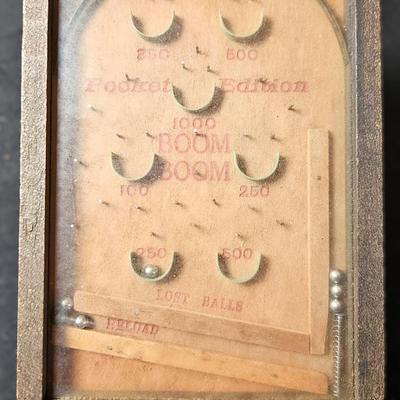 250 500
Pocket Edition
1000
BOOM
BOOM
100 250
250 500
LOST BALLS
RELOAD